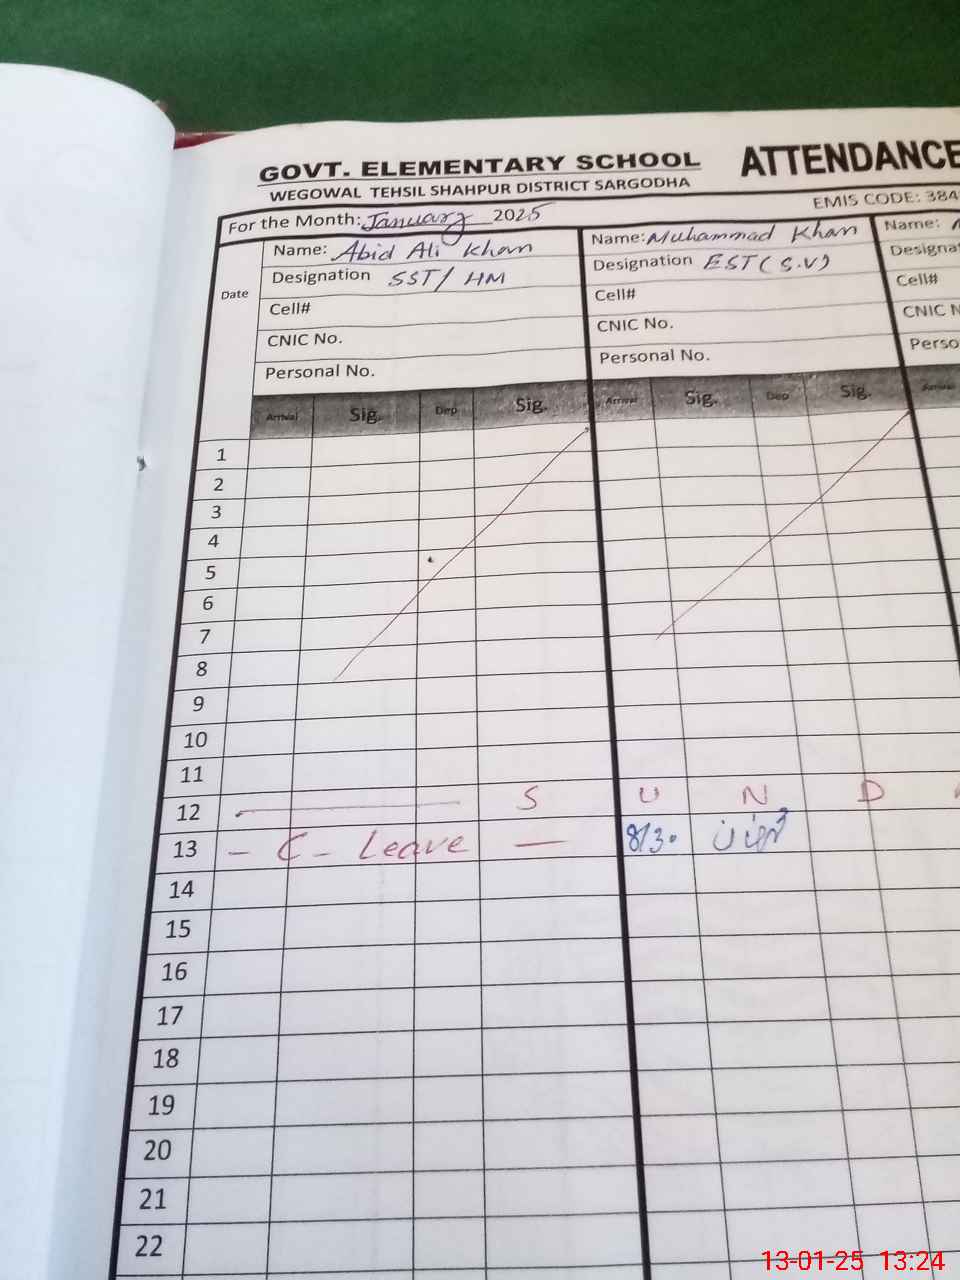 GOVT. ELEMENTARY SCHOOL ATTENDANCE
WEGOWAL TEHSIL SHAHPUR DISTRICT SARGODHA
EMIS CODE: 384
For the Month: January 2025
Date
Name: Abid Ali Khan
Designation SST/HM
Cell#
CNIC No.
Personal No.
Name: Muhammad Khan
Designation EST(S.V)
Cell#
CNIC No.
Personal No.
Name:
Designat
Cell#
CNIC N
Perso
Arrival Sig. Dep Sig. Arrival Sig. Dep Sig. Arrival
1
2
3
4
5
6
7
8
9
10
11
12 S U N D
13 - C - Leave — 8/30
14
15
16
17
18
19
20
21
22
13-01-25 13:24